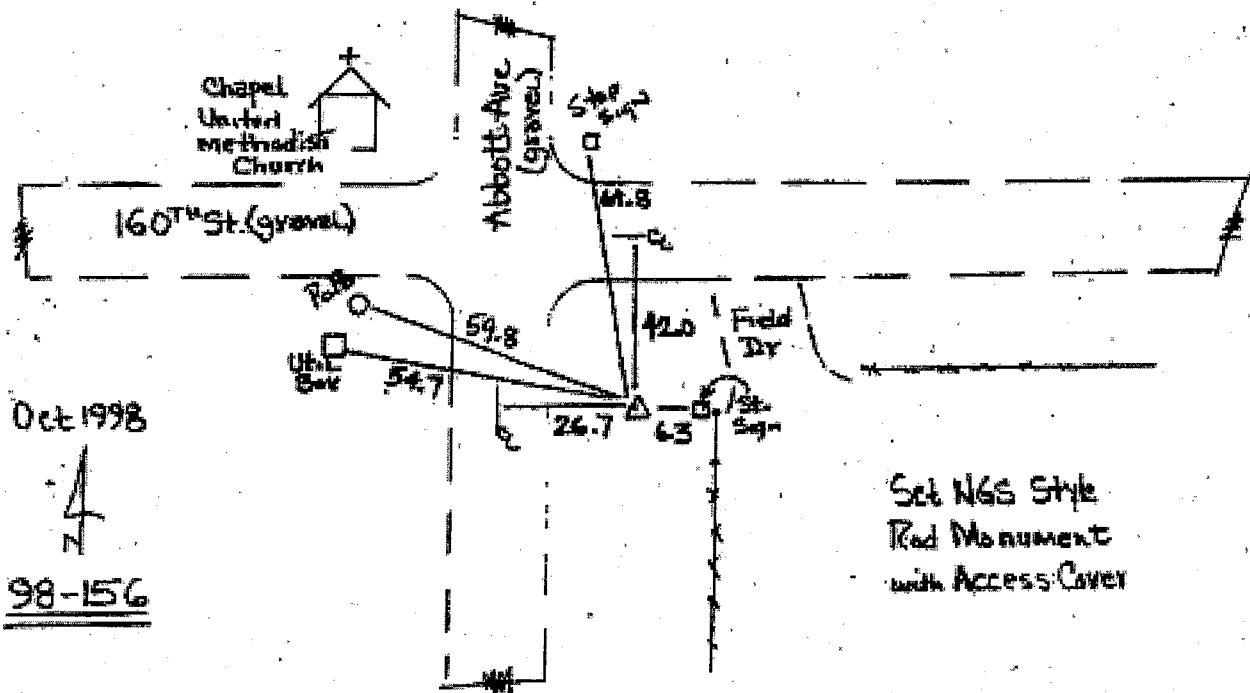 Chapel
United
Methodist
Church
Abbott Ave
(gravel)
Stop
Sign
160TH St. (gravel)
42.0
Field
Dr
Pole
59.8
Util
Box
54.7
26.7
6.3
St.
Sign
Oct 1998
N
98-156
Set NGS Style
Rod Monument
with Access Cover